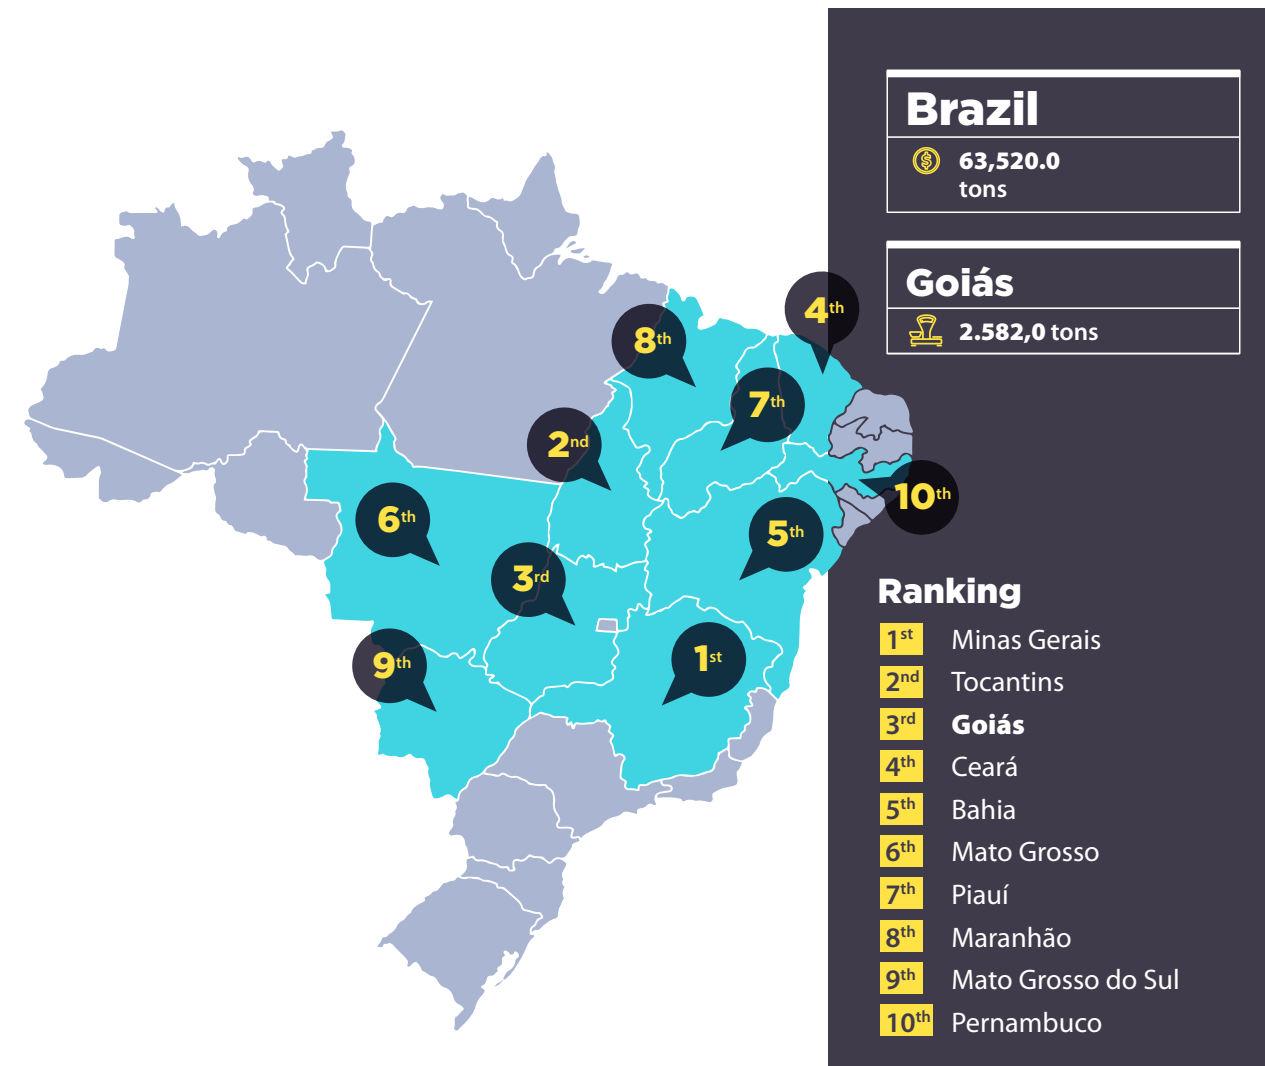 Brazil
63,520.0
tons
Goiás
2.582,0 tons
4th
8th
7th
2nd
10th
6th
5th
3rd
1st
9th
Ranking
1st Minas Gerais
2nd Tocantins
3rd Goiás
4th Ceará
5th Bahia
6th Mato Grosso
7th Piauí
8th Maranhão
9th Mato Grosso do Sul
10th Pernambuco